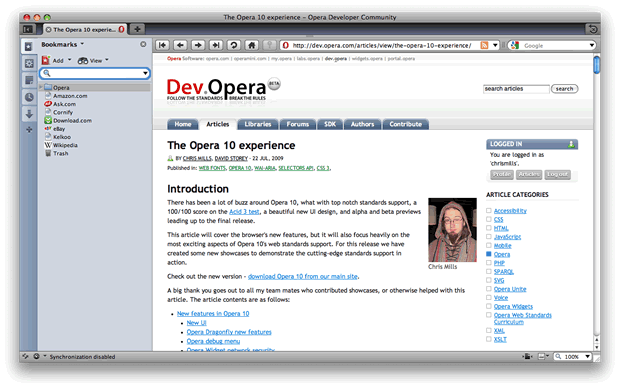 The Opera 10 experience - Opera Developer Community
The Opera 10 experie...
Bookmarks
http://dev.opera.com/articles/view/the-opera-10-experience/
Google
Add
View
Opera
Amazon.com
Ask.com
Cornify
Download.com
eBay
Kelkoo
Wikipedia
Trash
Opera Software: opera.com | operamini.com | my.opera | labs.opera | dev.opera | widgets.opera | portal.opera
Dev.Opera
BETA
FOLLOW THE STANDARDS BREAK THE RULES
search articles
search
Home
Articles
Libraries
Forums
SDK
Authors
Contribute
The Opera 10 experience
BY CHRIS MILLS, DAVID STOREY · 22 JUL, 2009
Published in: WEB FONTS, OPERA 10, WAI-ARIA, SELECTORS API, CSS 3,
Introduction
There has been a lot of buzz around Opera 10, what with top notch standards support, a
100/100 score on the Acid 3 test, a beautiful new UI design, and alpha and beta previews
leading up to the final release.
This article will cover the browser's new features, but it will also focus heavily on the
most exciting aspects of Opera 10's web standards support. For this release we have
created some new showcases to demonstrate the cutting-edge standards support in
action.
Chris Mills
Check out the new version - download Opera 10 from our main site.
A big thank you goes out to all my team mates who contributed showcases, or otherwise helped with this
article. The article contents are as follows:
New features in Opera 10
New UI
Opera Dragonfly new features
Opera debug menu
Opera Widget network security
LOGGED IN
You are logged in as
'chrismills'.
Profile
Articles
Log out
ARTICLE CATEGORIES
Accessibility
CSS
HTML
JavaScript
Mobile
Opera
PHP
SPARQL
SVG
Opera Unite
Voice
Opera Widgets
Opera Web Standards
Curriculum
XML
XSLT
Synchronization disabled
100%